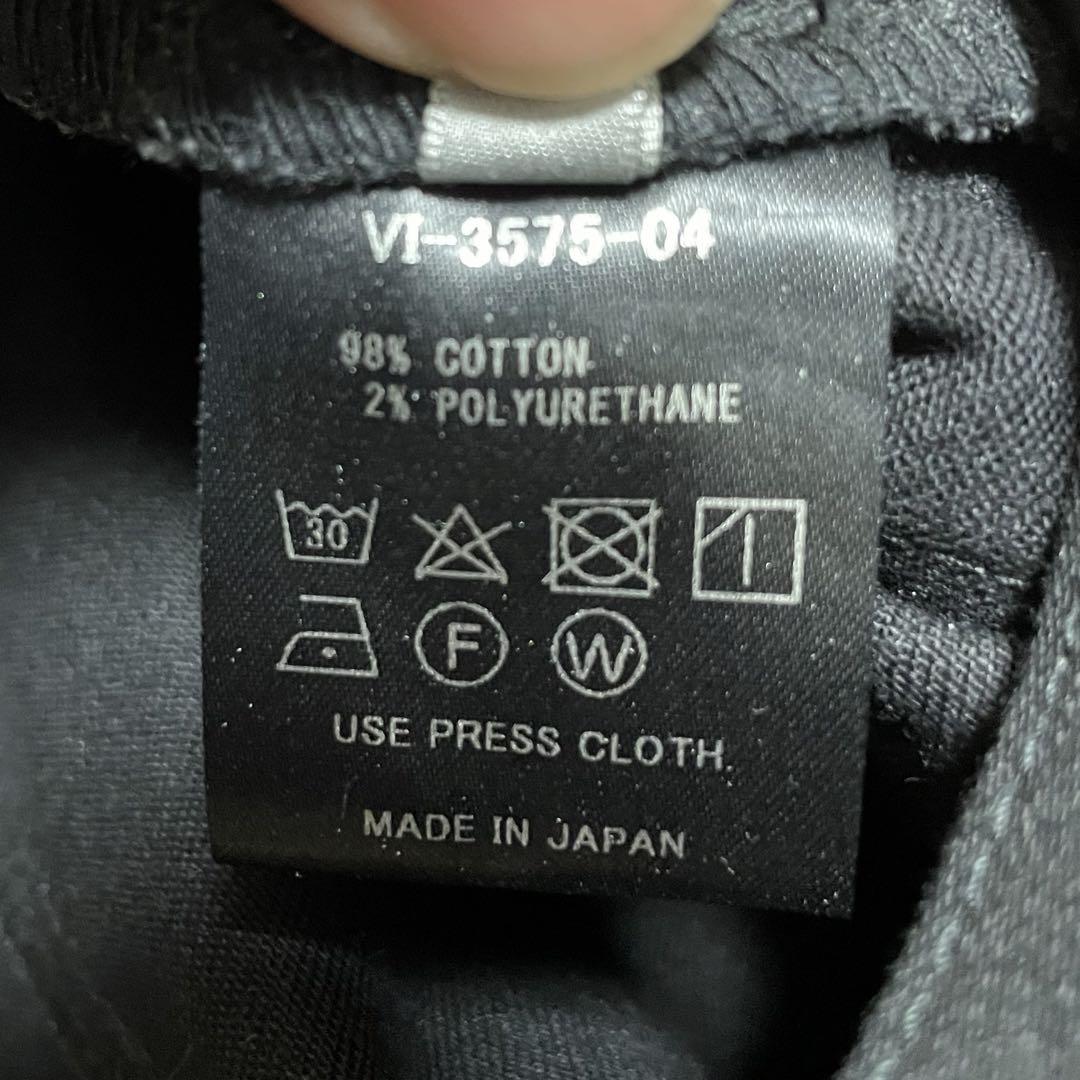 VI-3575-04
98% COTTON
2% POLYURETHANE
30
F W
USE PRESS CLOTH.
MADE IN JAPAN